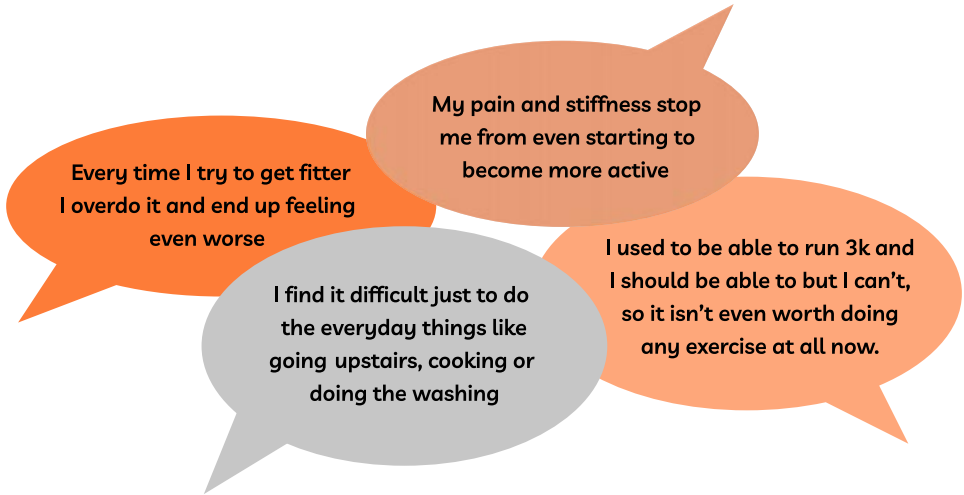 My pain and stiffness stop
me from even starting to
become more active
Every time I try to get fitter
I overdo it and end up feeling
even worse
I used to be able to run 3k and
I should be able to but I can't,
so it isn't even worth doing
any exercise at all now.
I find it difficult just to do
the everyday things like
going upstairs, cooking or
doing the washing